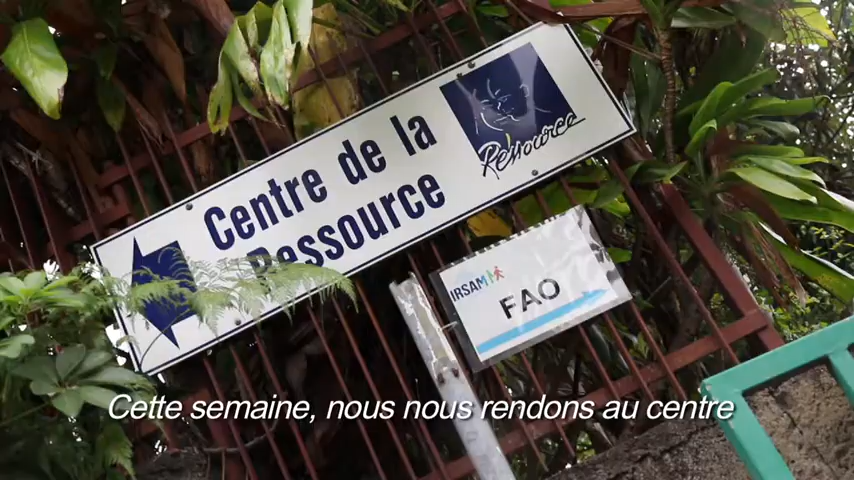 Centre de la
Ressource
Ressource
IRSAM
FAO
Cette semaine, nous nous rendons au centre